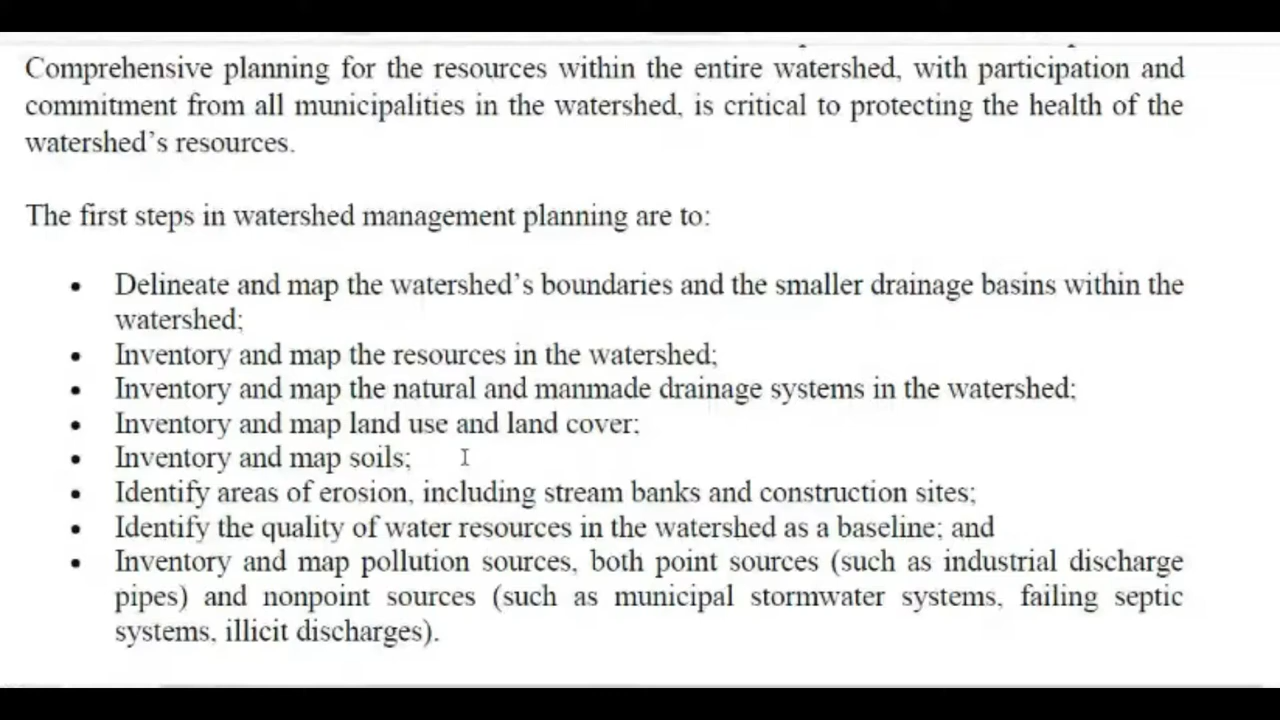 Comprehensive planning for the resources within the entire watershed, with participation and
commitment from all municipalities in the watershed, is critical to protecting the health of the
watershed's resources.
The first steps in watershed management planning are to:
• Delineate and map the watershed's boundaries and the smaller drainage basins within the
watershed;
• Inventory and map the resources in the watershed;
• Inventory and map the natural and manmade drainage systems in the watershed;
• Inventory and map land use and land cover;
• Inventory and map soils;
• Identify areas of erosion, including stream banks and construction sites;
• Identify the quality of water resources in the watershed as a baseline; and
• Inventory and map pollution sources, both point sources (such as industrial discharge
pipes) and nonpoint sources (such as municipal stormwater systems, failing septic
systems, illicit discharges).